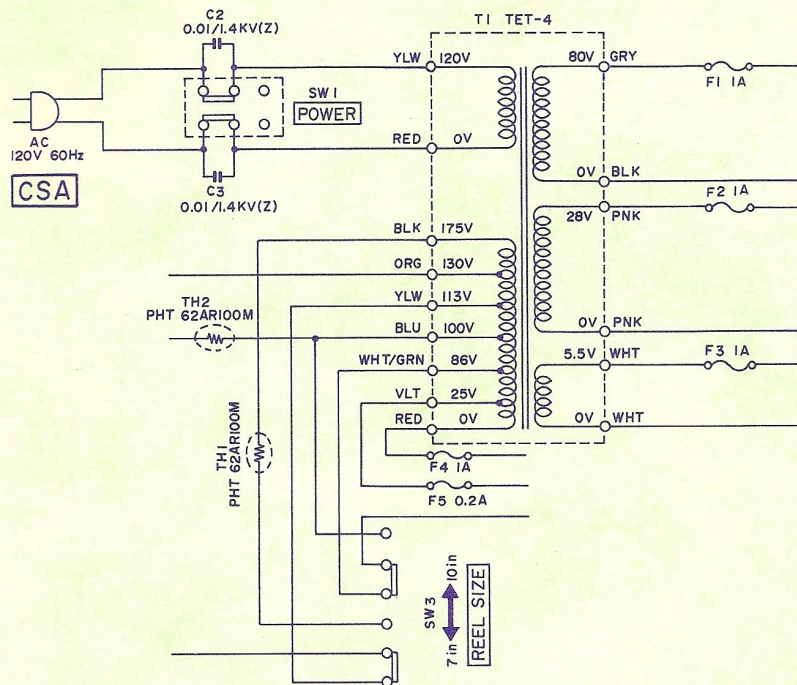 C2
0.01/1.4KV(Z)
T1 TET-4
YLW 120V
80V GRY
F1 1A
SW1
POWER
AC
120V 60Hz
CSA
RED 0V
C3
0.01/1.4KV(Z)
0V BLK
F2 1A
28V PNK
BLK 175V
ORG 130V
TH2
PHT 62AR100M
YLW 113V
BLU 100V
0V PNK
WHT/GRN 86V
5.5V WHT
F3 1A
VLT 25V
RED 0V
0V WHT
TH1
PHT 62AR100M
F4 1A
F5 0.2A
SW3
7in 10in
REEL SIZE